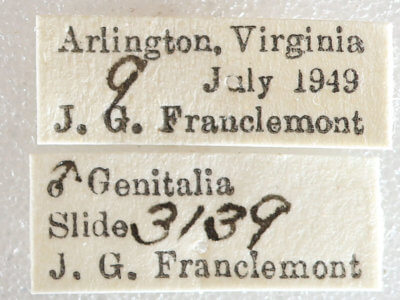 Arlington, Virginia
9 July 1949
J. G. Franclemont
♂ Genitalia
Slide 3139
J. G. Franclemont